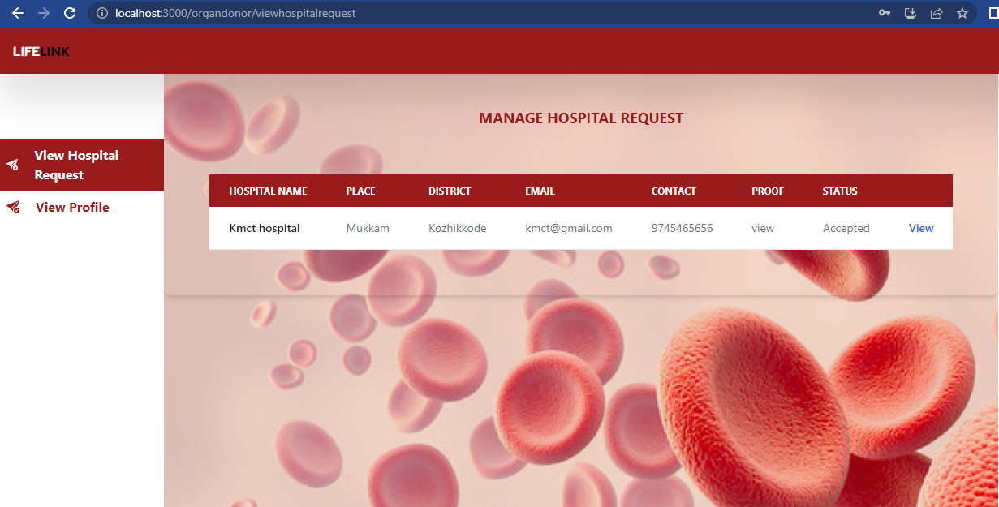 localhost:3000/organdonor/viewhospitalrequest
LIFELINK
MANAGE HOSPITAL REQUEST
View Hospital
Request
View Profile
HOSPITAL NAME PLACE DISTRICT EMAIL CONTACT PROOF STATUS
Kmct hospital Mukkam Kozhikkode kmct@gmail.com 9745465656 view Accepted View